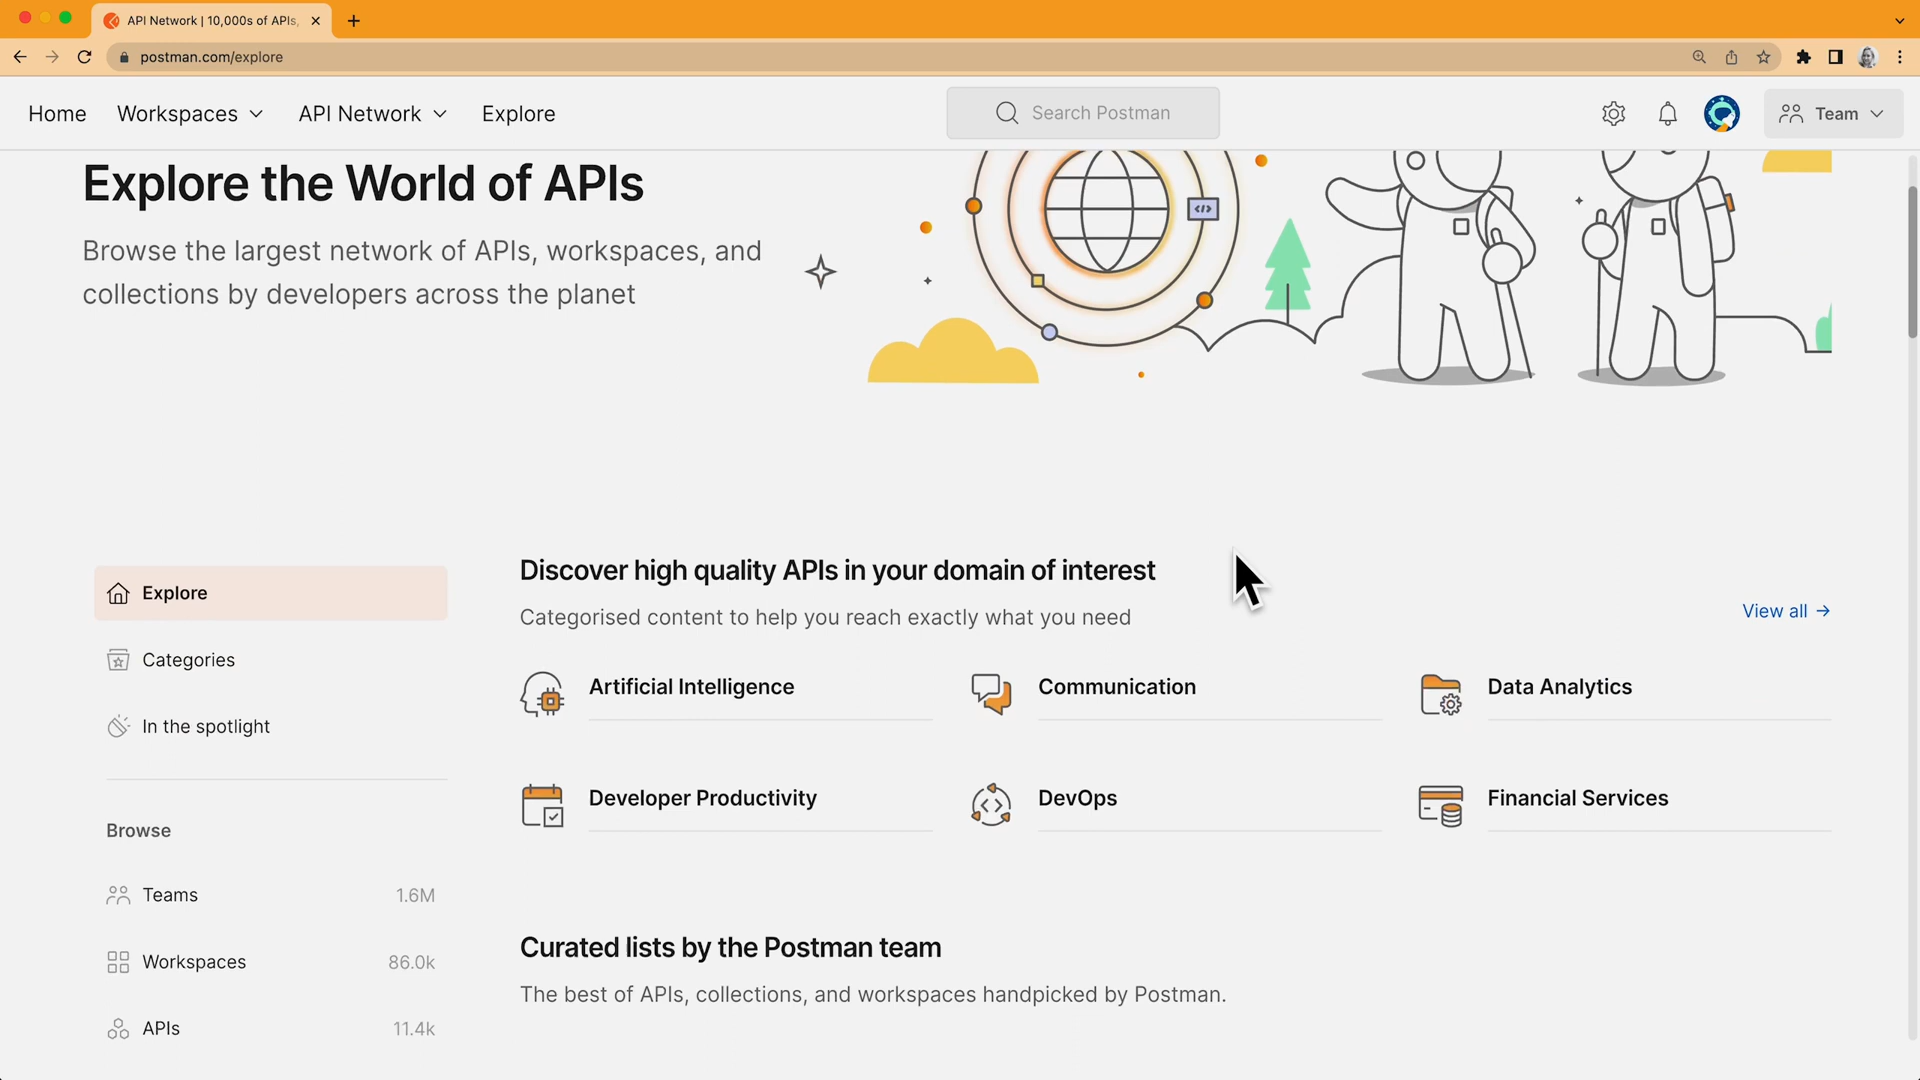 API Network | 10,000s of APIs,
postman.com/explore
Home
Workspaces
API Network
Explore
Search Postman
Team
Explore the World of APIs
Browse the largest network of APIs, workspaces, and
collections by developers across the planet
</>
Explore
Categories
In the spotlight
Browse
Teams 1.6M
Workspaces 86.0k
APIs 11.4k
Discover high quality APIs in your domain of interest
Categorised content to help you reach exactly what you need
View all →
Artificial Intelligence
Communication
Data Analytics
Developer Productivity
DevOps
Financial Services
Curated lists by the Postman team
The best of APIs, collections, and workspaces handpicked by Postman.